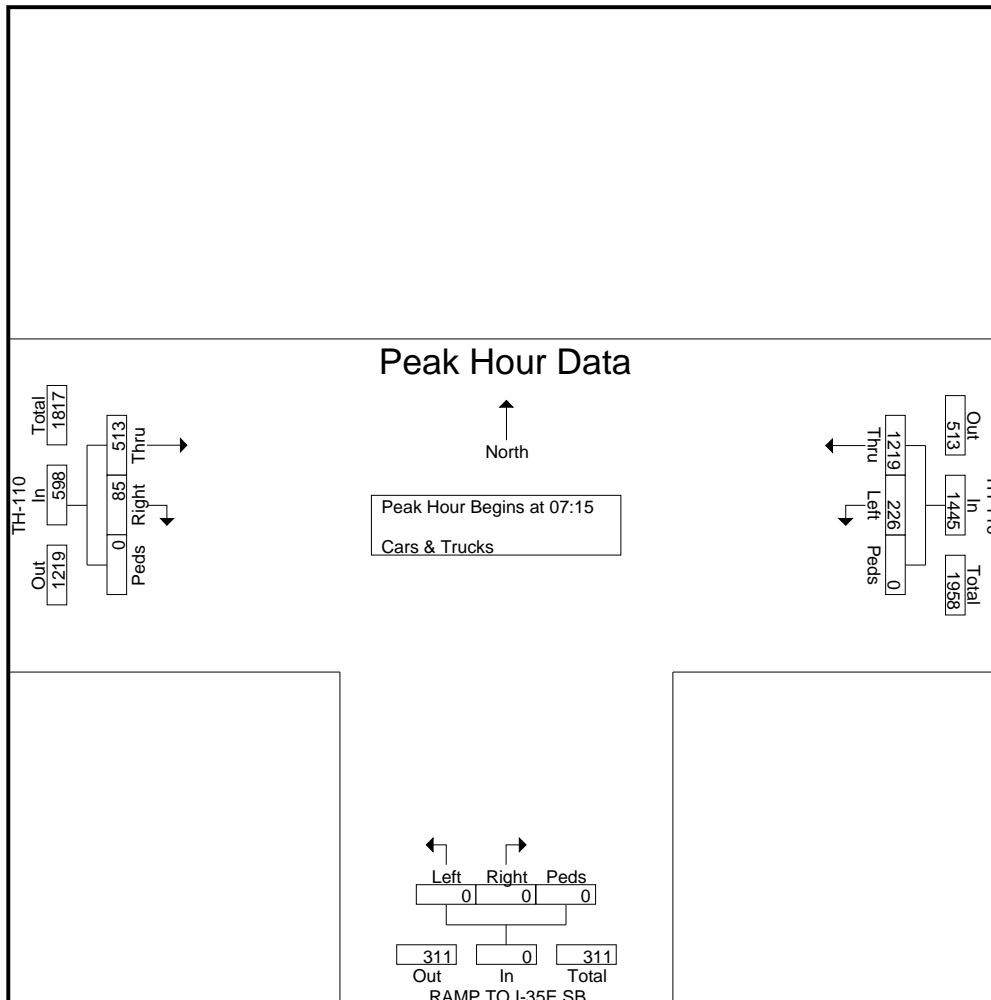 Peak Hour Data
North
Peak Hour Begins at 07:15
Cars & Trucks
TH-110
Total
1817
In
598
Out
1219
513
Thru
85
Right
0
Peds
1219
Thru
226
Left
0
Peds
Out
513
In
1445
Total
1958
Left Right Peds
0 0 0
311 0 311
Out In Total
RAMP TO I-35E SB